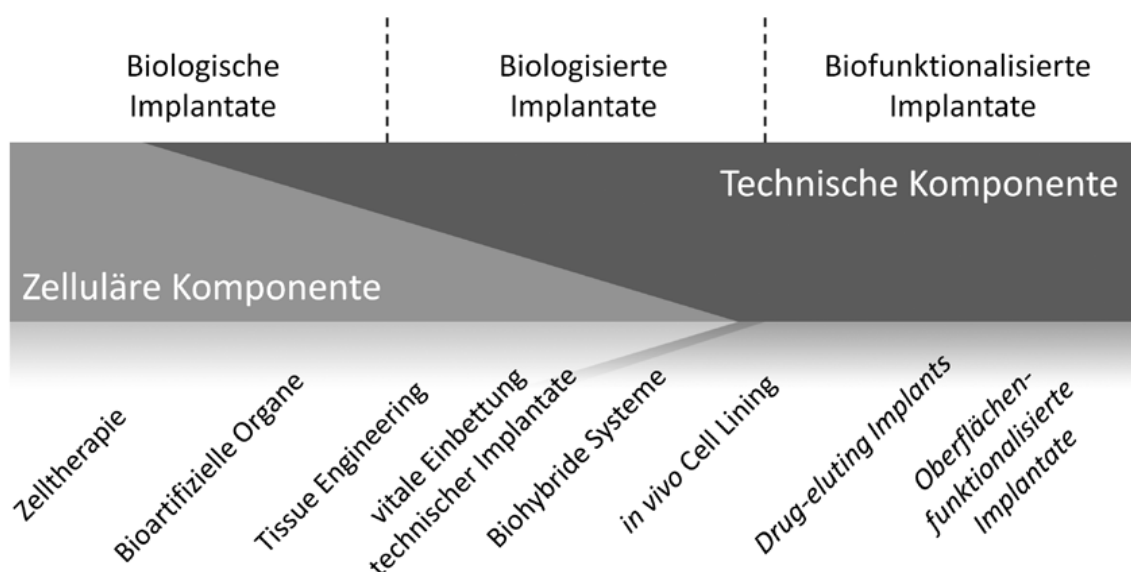 Biologische
Implantate
Biologisierte
Implantate
Biofunktionalisierte
Implantate
Technische Komponente
Zelluläre Komponente
Zelltherapie
Bioartifizielle Organe
Tissue Engineering
vitale Einbettung
technischer Implantate
Biohybride Systeme
in vivo Cell Lining
Drug-eluting Implants
Oberflächen-
funktionalisierte
Implantate